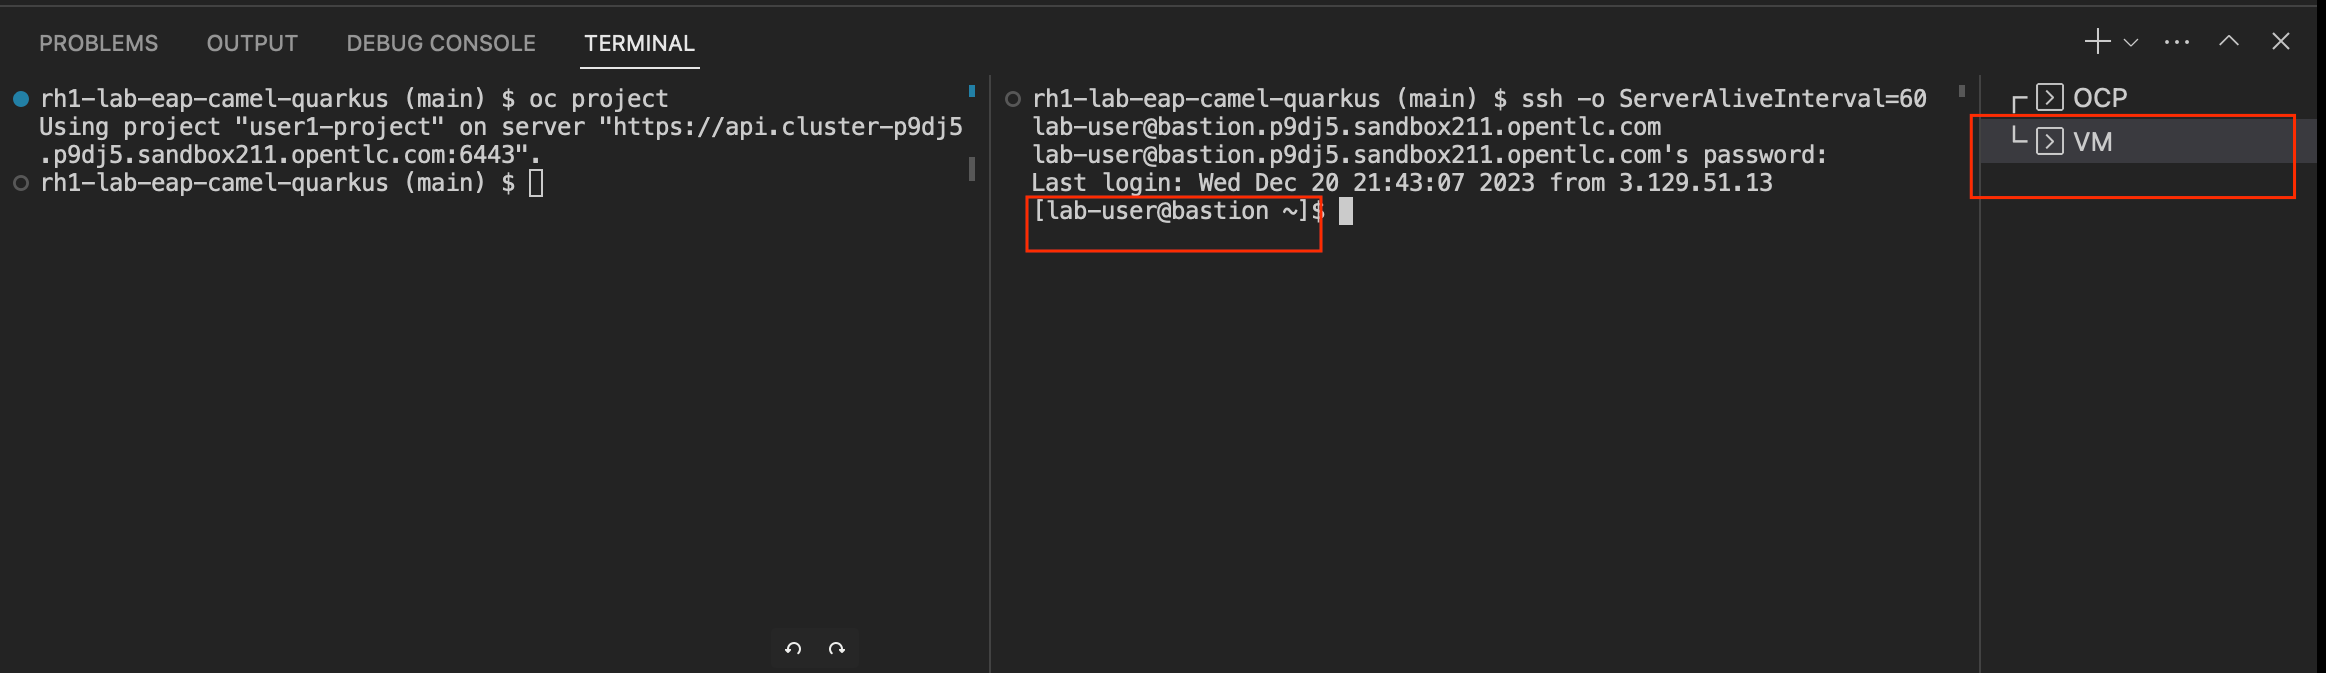 PROBLEMS OUTPUT DEBUG CONSOLE TERMINAL
rh1-lab-eap-camel-quarkus (main) $ oc project
Using project "user1-project" on server "https://api.cluster-p9dj5
.p9dj5.sandbox211.opentlc.com:6443".
rh1-lab-eap-camel-quarkus (main) $
rh1-lab-eap-camel-quarkus (main) $ ssh -o ServerAliveInterval=60
lab-user@bastion.p9dj5.sandbox211.opentlc.com
lab-user@bastion.p9dj5.sandbox211.opentlc.com's password:
Last login: Wed Dec 20 21:43:07 2023 from 3.129.51.13
[lab-user@bastion ~]$
OCP
VM